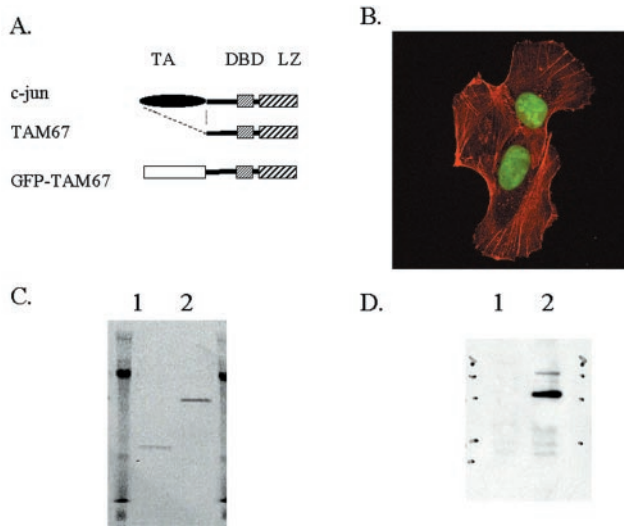 A.
TA DBD LZ
c-jun
TAM67
GFP-TAM67
B.
C.
1 2
D.
1 2